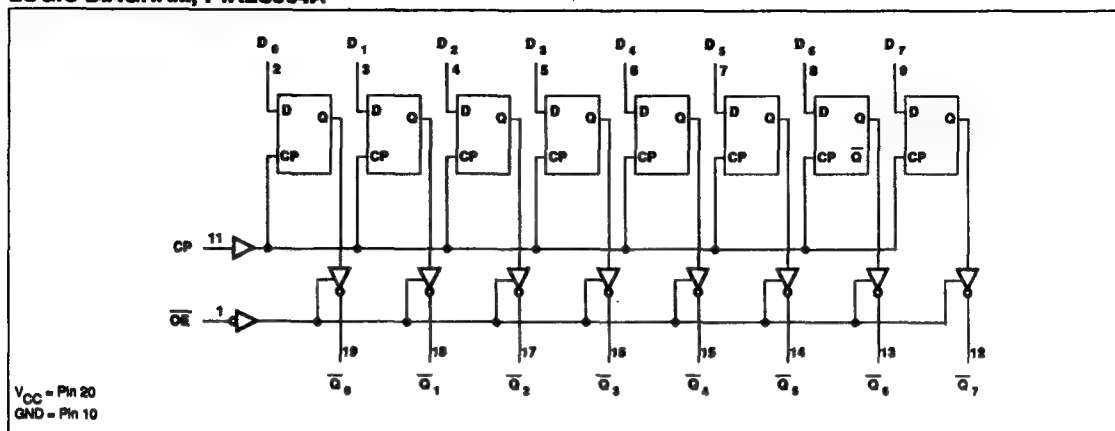 D0 D1 D2 D3 D4 D5 D6 D7
2 3 4 5 6 7 8 9
D Q D Q D Q D Q D Q D Q D Q D Q
CP CP CP CP CP CP CP Q̅ CP
CP 11
O̅E̅ 1
19 18 17 16 15 14 13 12
Q̅0 Q̅1 Q̅2 Q̅3 Q̅4 Q̅5 Q̅6 Q̅7
VCC = Pin 20
GND = Pin 10